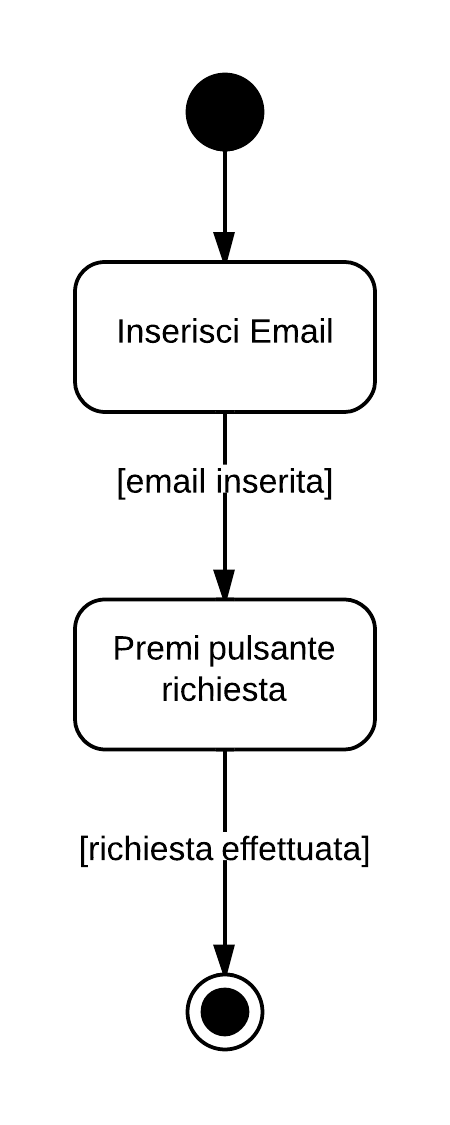 Inserisci Email
[email inserita]
Premi pulsante
richiesta
[richiesta effettuata]